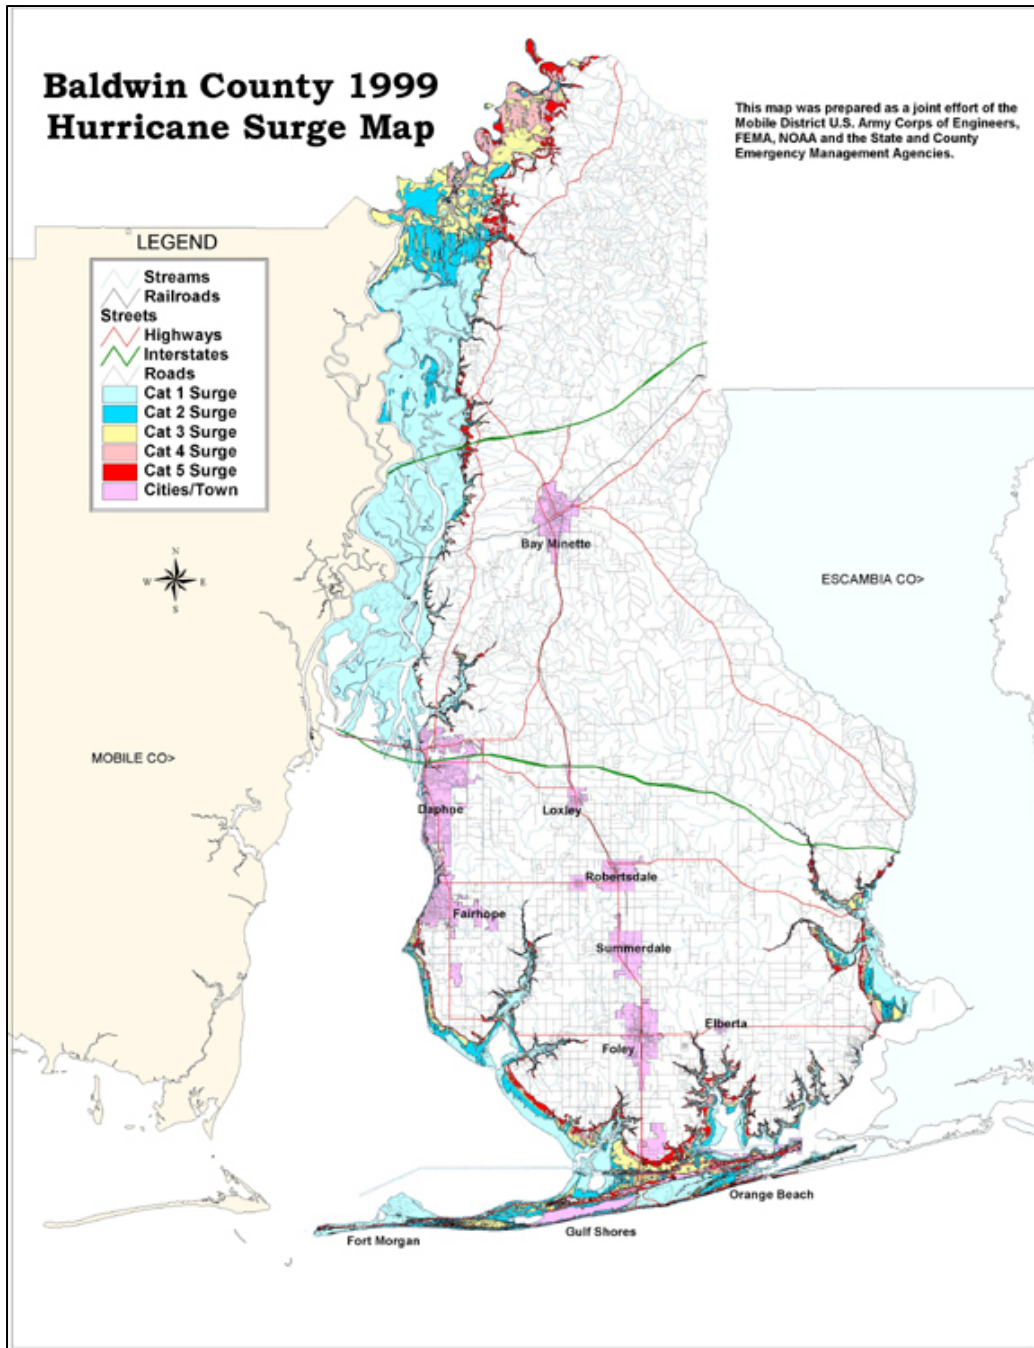 Baldwin County 1999
Hurricane Surge Map
This map was prepared as a joint effort of the
Mobile District U.S. Army Corps of Engineers,
FEMA, NOAA and the State and County
Emergency Management Agencies.
LEGEND
Streams
Railroads
Streets
Highways
Interstates
Roads
Cat 1 Surge
Cat 2 Surge
Cat 3 Surge
Cat 4 Surge
Cat 5 Surge
Cities/Town
Bay Minette
N
W E
S
ESCAMBIA CO>
MOBILE CO>
Daphne
Loxley
Robertsdale
Fairhope
Summerdale
Elberta
Foley
Orange Beach
Gulf Shores
Fort Morgan